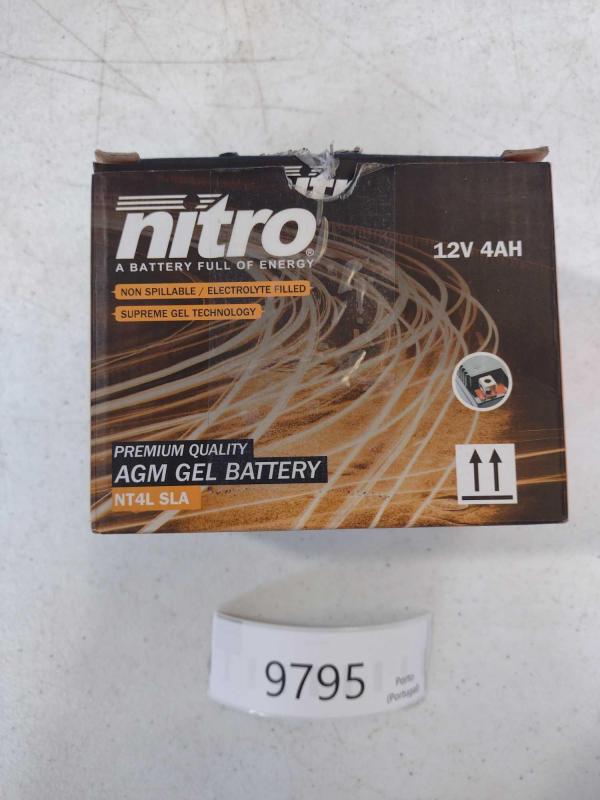 nitro®
A BATTERY FULL OF ENERGY
12V 4AH
NON SPILLABLE / ELECTROLYTE FILLED
SUPREME GEL TECHNOLOGY
PREMIUM QUALITY
AGM GEL BATTERY
NT4L SLA
9795
Porto
(Portugal)